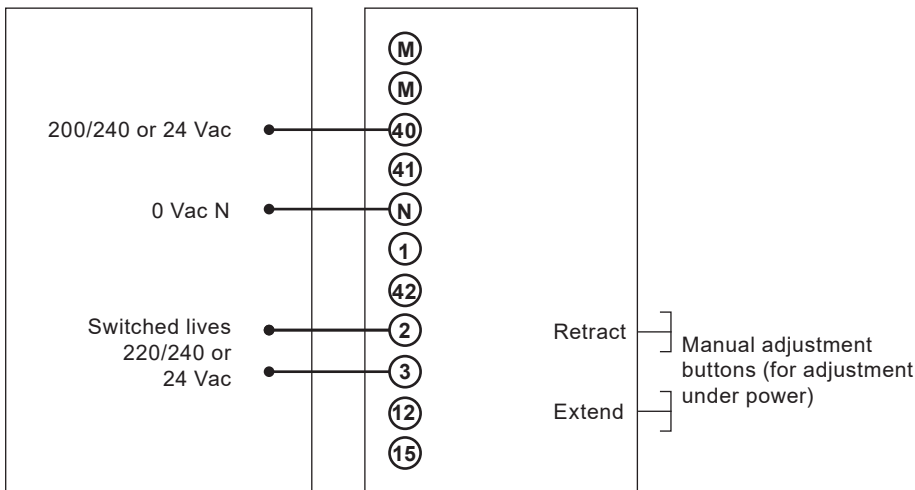 M
M
200/240 or 24 Vac
40
41
0 Vac N
N
1
42
Switched lives
220/240 or
24 Vac
2
3
12
15
Retract
Extend
Manual adjustment
buttons (for adjustment
under power)